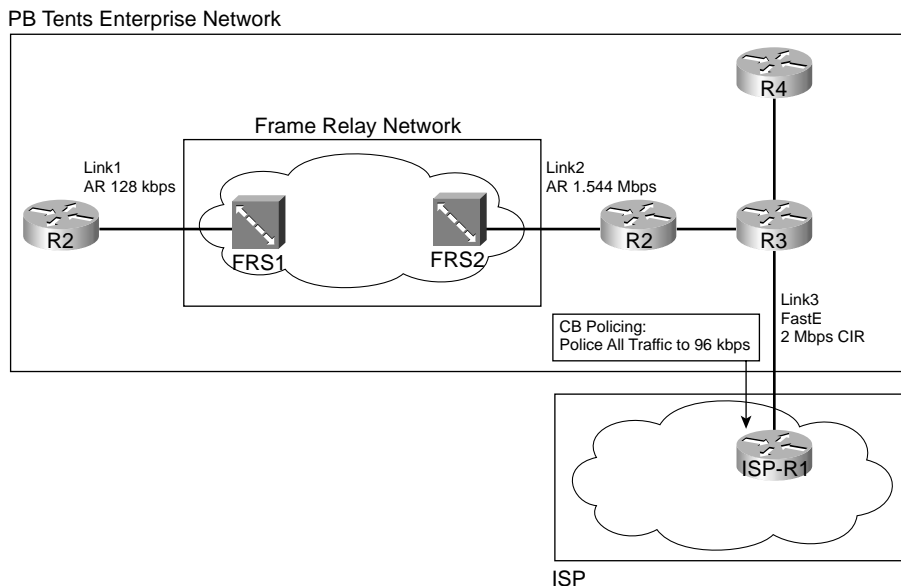 PB Tents Enterprise Network
R4
Frame Relay Network
Link1
AR 128 kbps
Link2
AR 1.544 Mbps
R2
FRS1
FRS2
R2
R3
Link3
FastE
2 Mbps CIR
CB Policing:
Police All Traffic to 96 kbps
ISP-R1
ISP